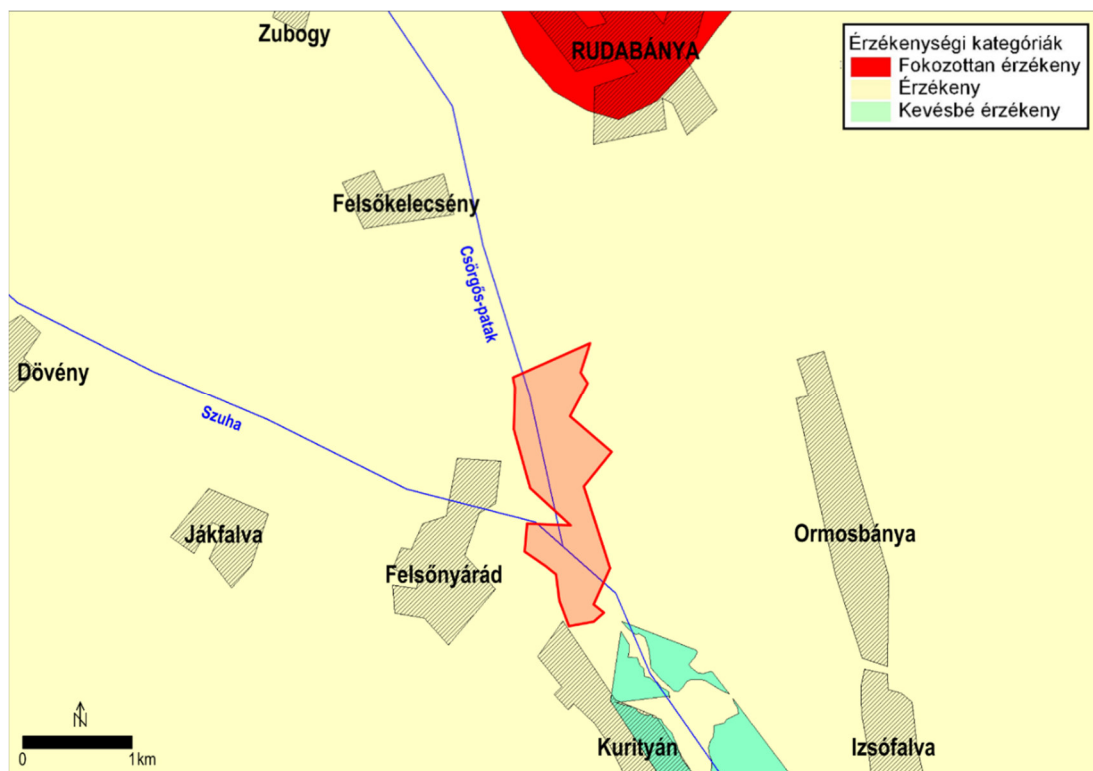 Zubogy
RUDABÁNYA
Érzékenységi kategóriák
Fokozottan érzékeny
Érzékeny
Kevésbé érzékeny
Felsőkelecsény
Csörgős-patak
Dövény
Szuha
Jákfalva
Ormosbánya
Felsőnyárád
N
0 1km
Kurityán
Izsófalva